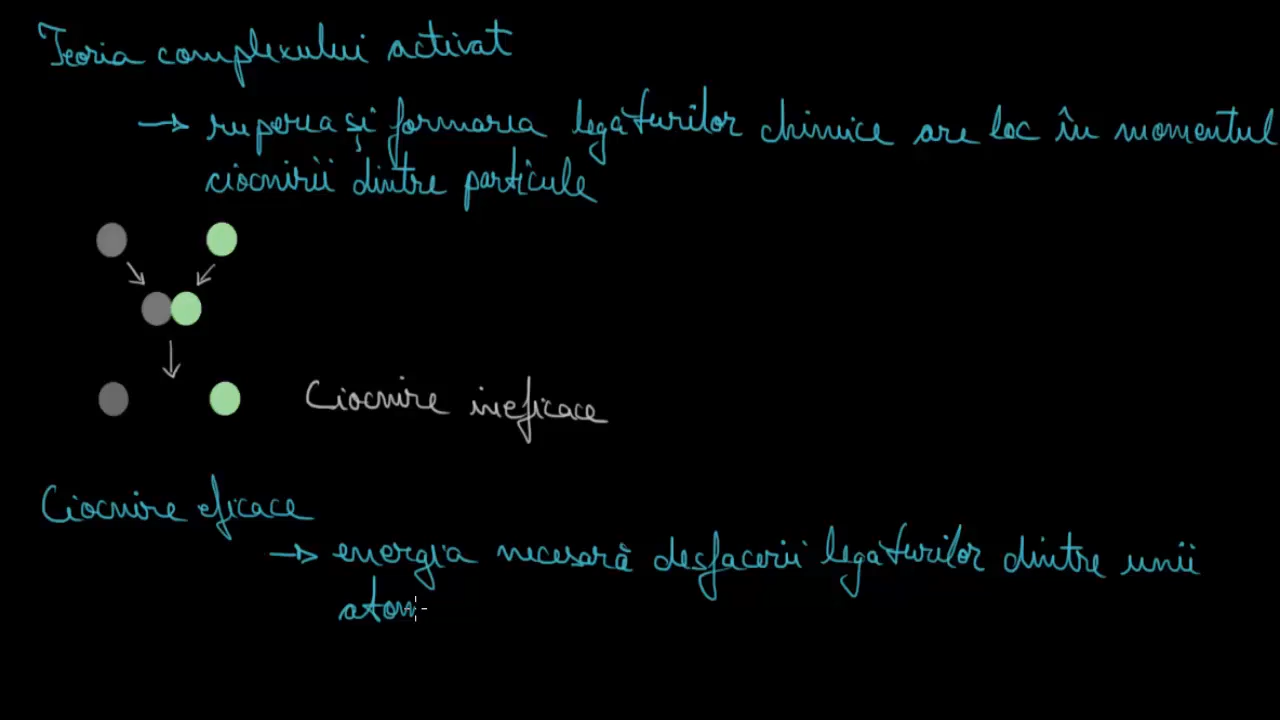 Teoria complexului activat
→ ruperea și formarea legăturilor chimice are loc în momentul
ciocnirii dintre particule
Ciocnire ineficace
Ciocnire eficace
→ energia necesară desfacerii legăturilor dintre unii
atom